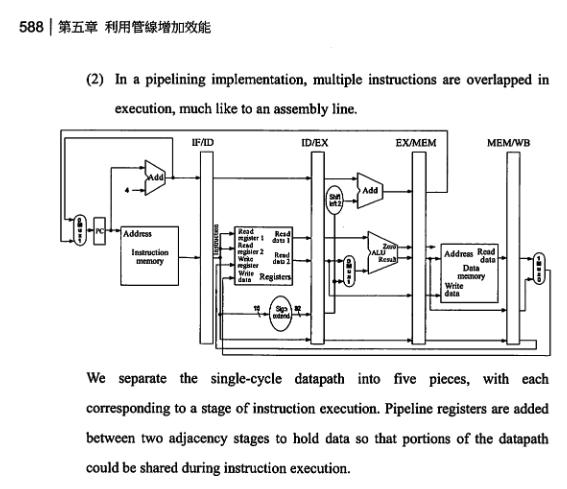 588 | 第五章 利用管線增加效能
(2) In a pipelining implementation, multiple instructions are overlapped in
execution, much like to an assembly line.
IF/ID ID/EX EX/MEM MEM/WB
Add
4
PC
Address
Instruction
memory
Instruction
Read
register 1
Read
register 2
Write
register
Write
data
Read
data 1
Read
data 2
Registers
16
Sign
extend
32
Shift
left 2
Add
0
M
u
x
1
Zero
ALU
Result
Address
Read
data
Data
memory
Write
data
1
M
u
x
0
We separate the single-cycle datapath into five pieces, with each
corresponding to a stage of instruction execution. Pipeline registers are added
between two adjacency stages to hold data so that portions of the datapath
could be shared during instruction execution.